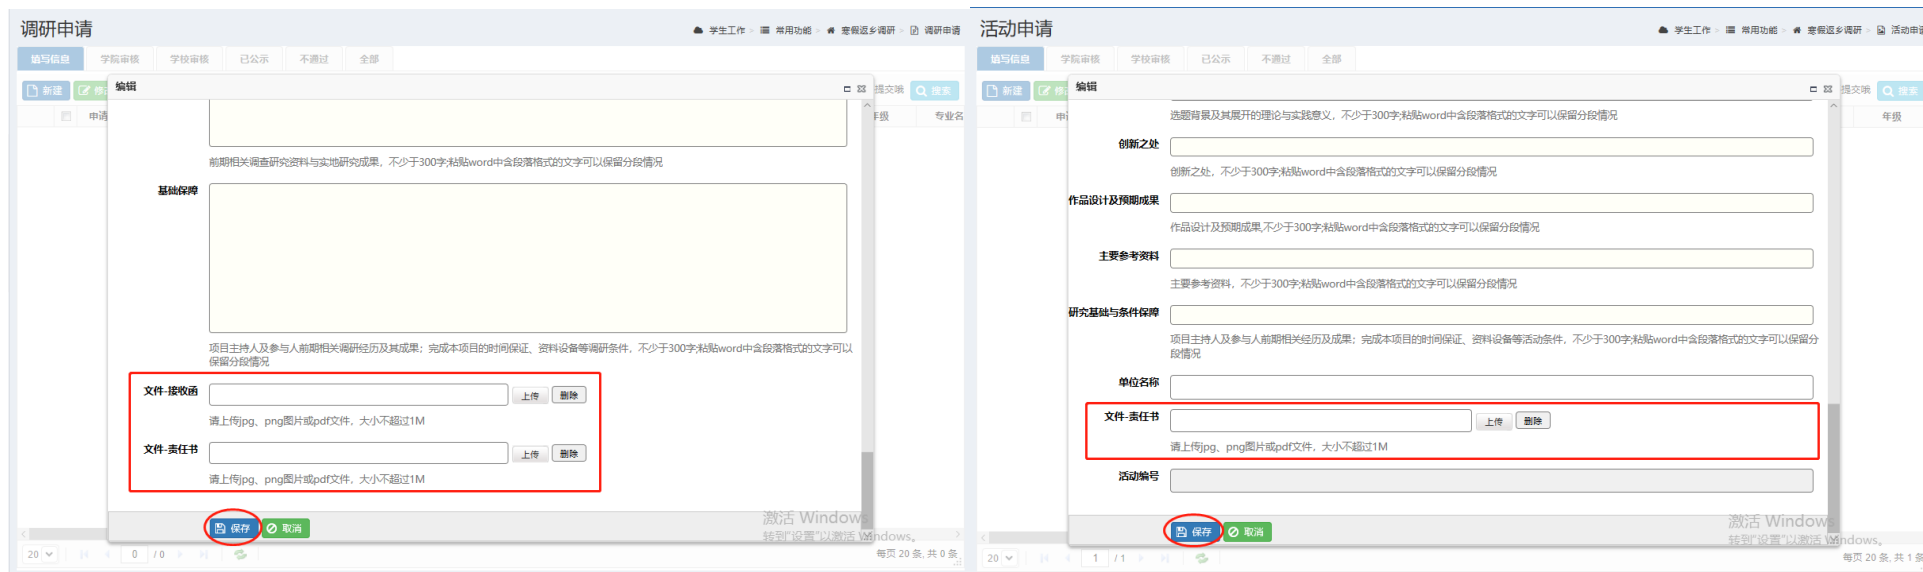 调研申请
学生工作 > 常用功能 > 寒假返乡调研 > 调研申请
填写信息 学院审核 学校审核 已公示 不通过 全部
新建
编辑
提交哦 搜索
申请
年级 专业名
前期相关调查研究资料与实地研究成果，不少于300字;粘贴word中含段落格式的文字可以保留分段情况
基础保障
项目主持人及参与人前期相关调研经历及其成果；完成本项目的时间保证、资料设备等调研条件，不少于300字;粘贴word中含段落格式的文字可以
保留分段情况
文件-接收函 上传 删除
请上传jpg、png图片或pdf文件，大小不超过1M
文件-责任书 上传 删除
请上传jpg、png图片或pdf文件，大小不超过1M
保存 取消
激活 Windows
转到"设置"以激活 Windows。
20 0 / 0
每页 20 条, 共 0 条
活动申请
学生工作 > 常用功能 > 寒假返乡调研 > 活动申请
填写信息 学院审核 学校审核 已公示 不通过 全部
新建
编辑
提交哦 搜索
年级
选题背景及其展开的理论与实践意义，不少于300字;粘贴word中含段落格式的文字可以保留分段情况
创新之处
创新之处，不少于300字;粘贴word中含段落格式的文字可以保留分段情况
作品设计及预期成果
作品设计及预期成果,不少于300字;粘贴word中含段落格式的文字可以保留分段情况
主要参考资料
主要参考资料，不少于300字;粘贴word中含段落格式的文字可以保留分段情况
研究基础与条件保障
项目主持人及参与人前期相关经历及成果；完成本项目的时间保证、资料设备等活动条件，不少于300字;粘贴word中含段落格式的文字可以保留分
段情况
单位名称
文件-责任书 上传 删除
请上传jpg、png图片或pdf文件，大小不超过1M
活动编号
保存 取消
激活 Windows
转到"设置"以激活 Windows。
20 1 / 1
每页 20 条, 共 1 条